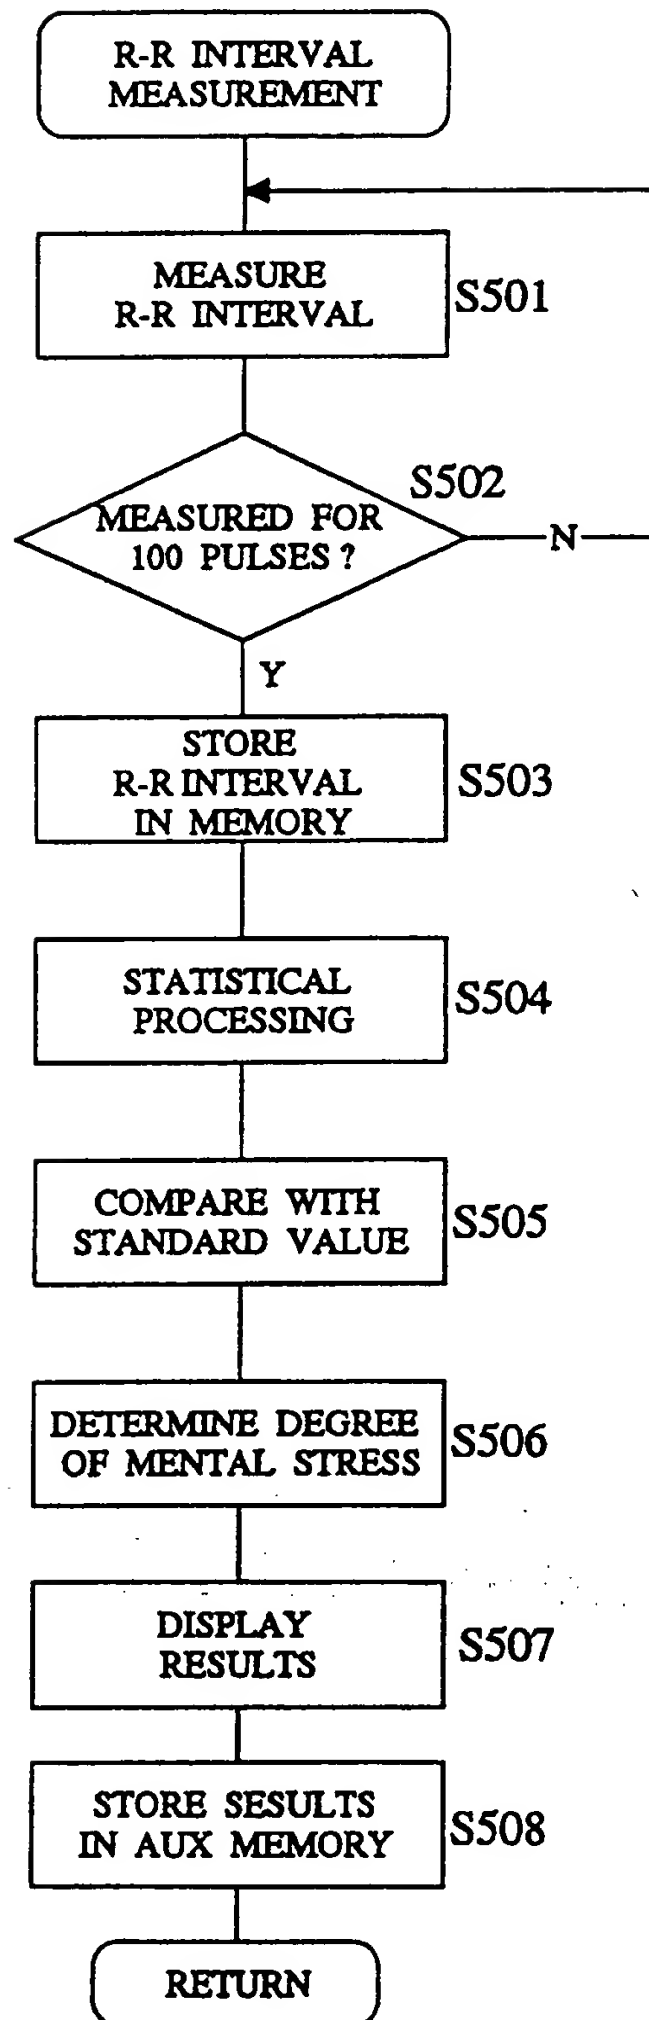 R-R INTERVAL
MEASUREMENT
MEASURE
R-R INTERVAL
S501
S502
MEASURED FOR
100 PULSES ?
N
Y
STORE
R-R INTERVAL
IN MEMORY
S503
STATISTICAL
PROCESSING
S504
COMPARE WITH
STANDARD VALUE
S505
DETERMINE DEGREE
OF MENTAL STRESS
S506
DISPLAY
RESULTS
S507
STORE SESULTS
IN AUX MEMORY
S508
RETURN